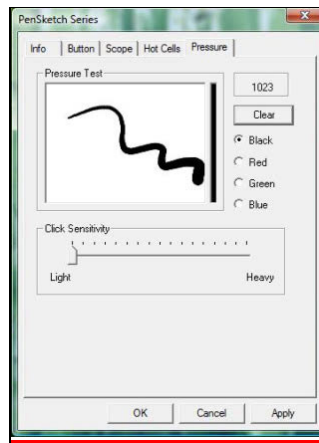 PenSketch Series
Info Button Scope Hot Cells Pressure
Pressure Test
1023
Clear
Black
Red
Green
Blue
Click Sensitivity
Light Heavy
OK Cancel Apply